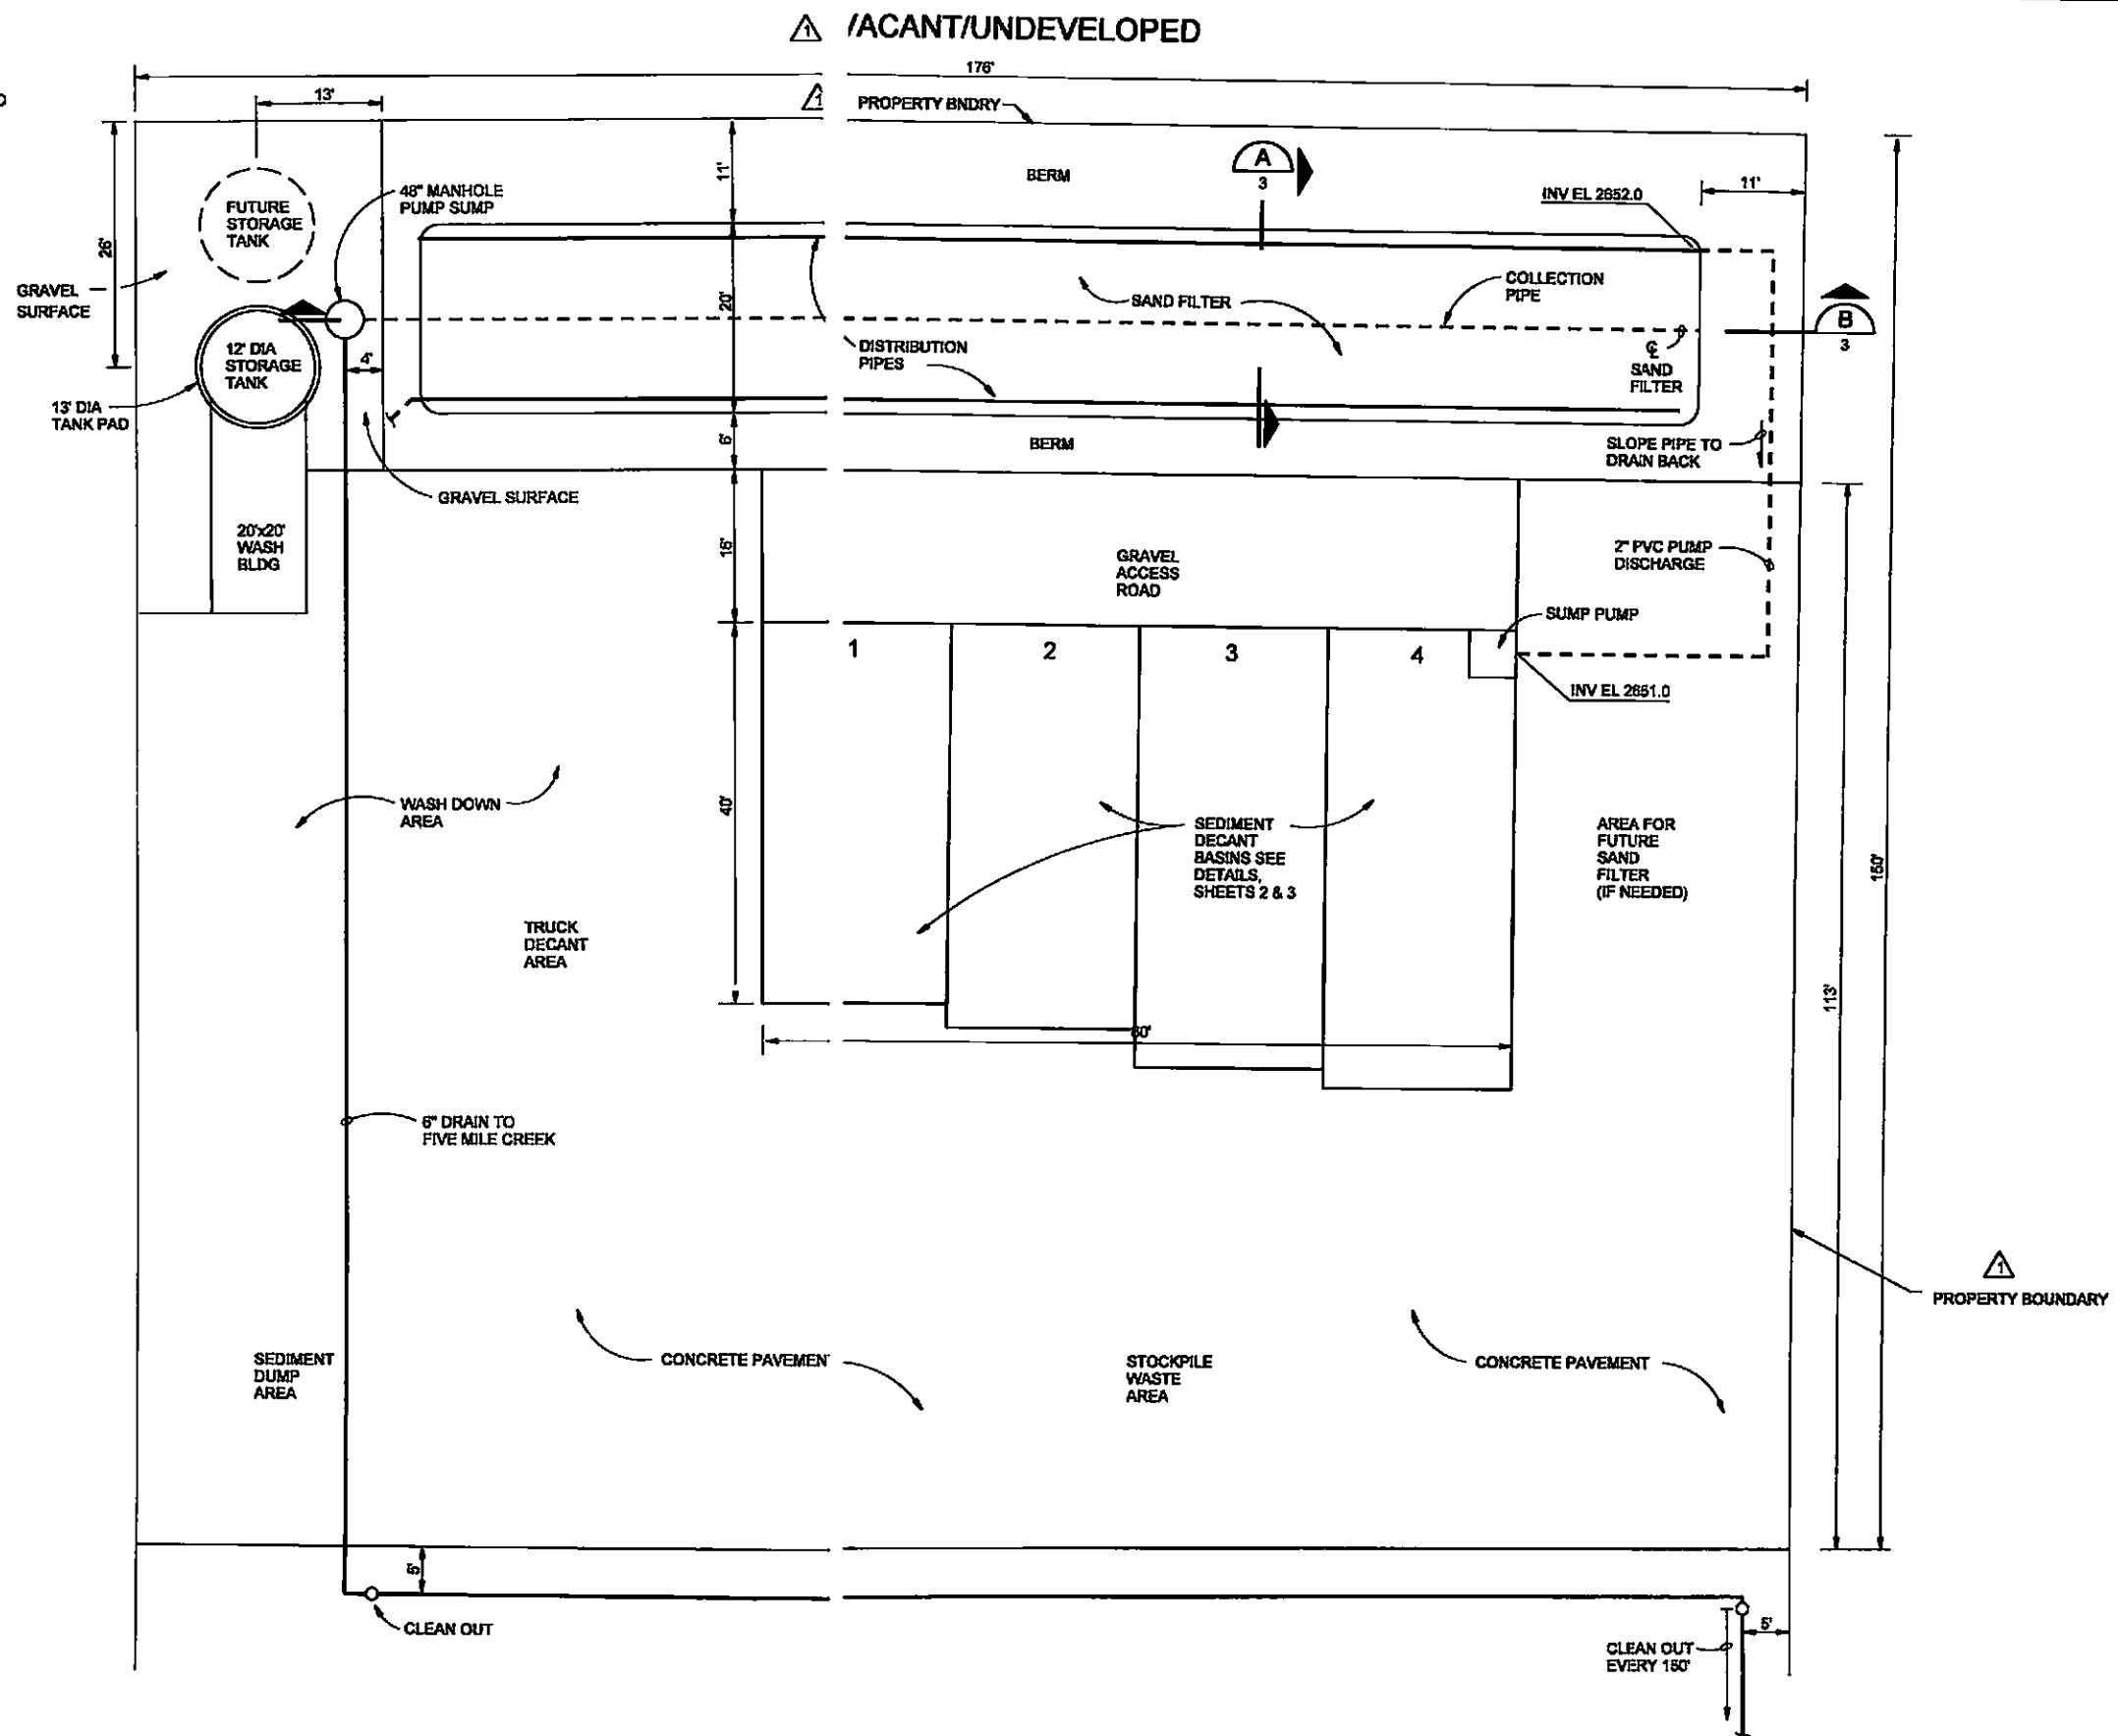 1 /ACANT/UNDEVELOPED
176'
13'
1 PROPERTY BNDRY
11'
26'
48" MANHOLE
PUMP SUMP
FUTURE
STORAGE
TANK
BERM
A
3
INV EL 2652.0
11'
GRAVEL
SURFACE
20'
SAND FILTER
COLLECTION
PIPE
B
3
12' DIA
STORAGE
TANK
4'
DISTRIBUTION
PIPES
℄
SAND
FILTER
13' DIA
TANK PAD
6'
BERM
SLOPE PIPE TO
DRAIN BACK
GRAVEL SURFACE
20'x20'
WASH
BLDG
16'
GRAVEL
ACCESS
ROAD
2" PVC PUMP
DISCHARGE
SUMP PUMP
1
2
3
4
INV EL 2651.0
40'
WASH DOWN
AREA
SEDIMENT
DECANT
BASINS SEE
DETAILS,
SHEETS 2 & 3
AREA FOR
FUTURE
SAND
FILTER
(IF NEEDED)
150'
113'
TRUCK
DECANT
AREA
80'
6" DRAIN TO
FIVE MILE CREEK
1
PROPERTY BOUNDARY
SEDIMENT
DUMP
AREA
CONCRETE PAVEMEN
STOCKPILE
WASTE
AREA
CONCRETE PAVEMENT
5'
CLEAN OUT
5'
CLEAN OUT
EVERY 150'